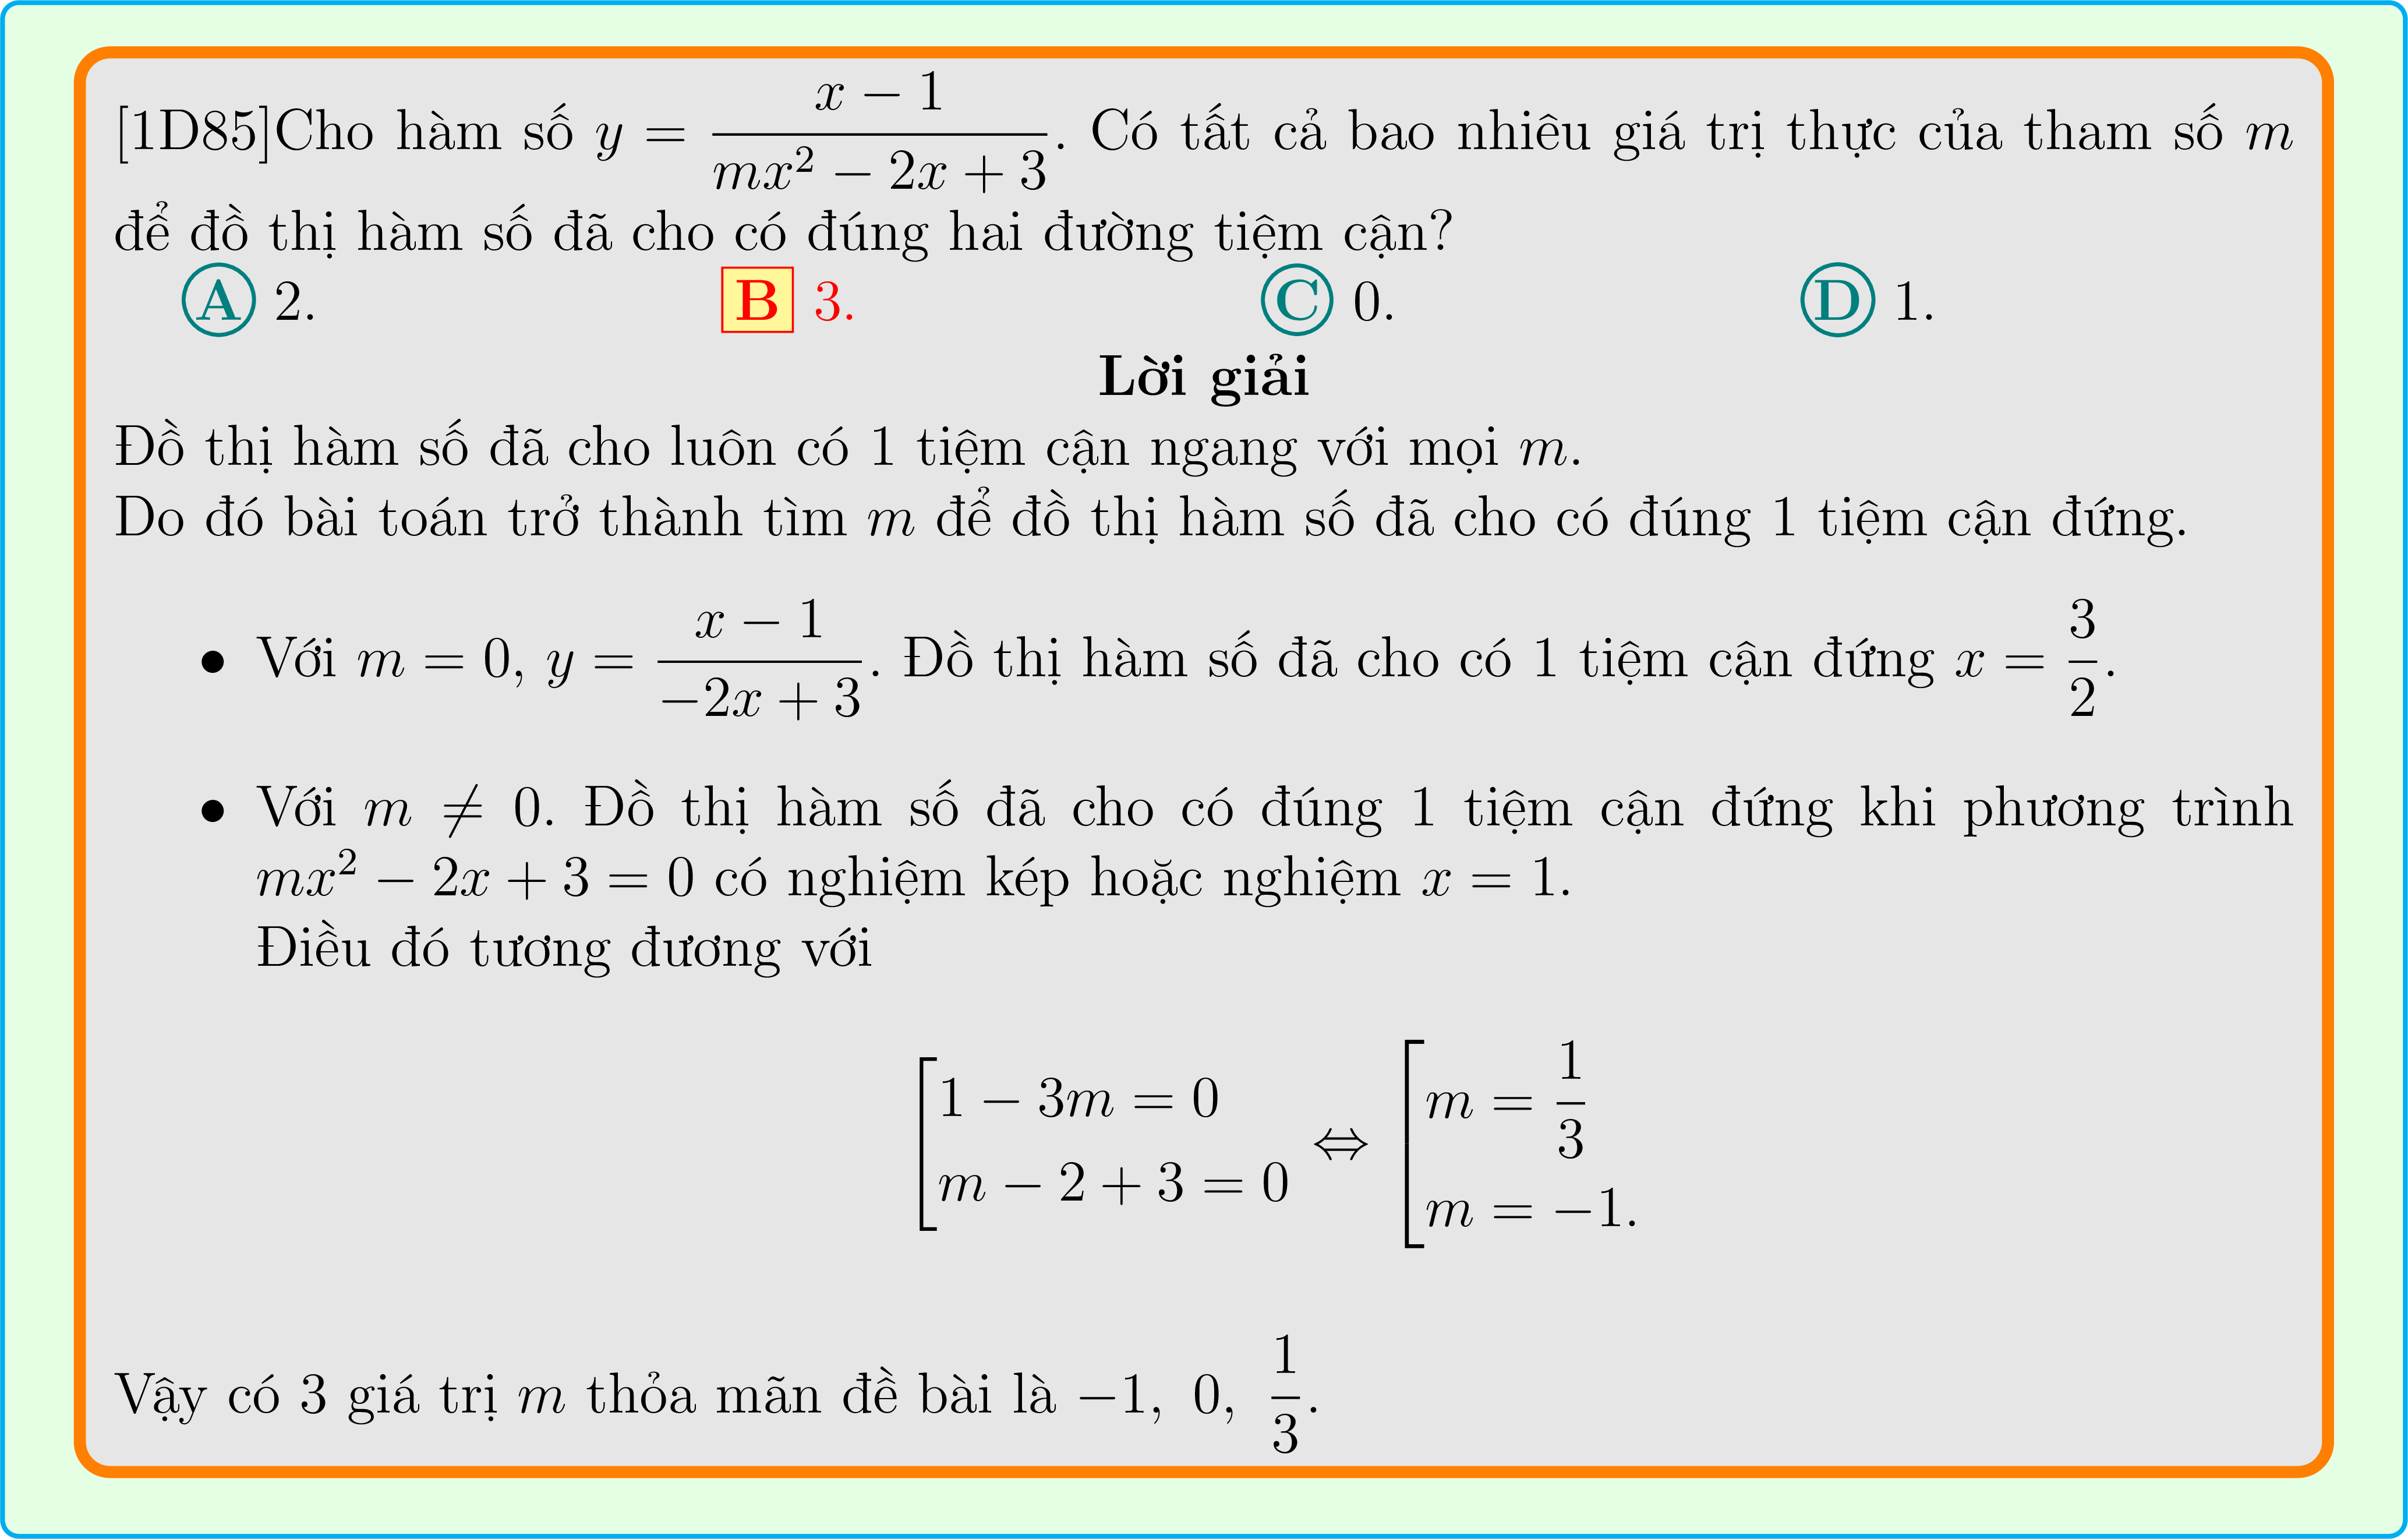 [1D85]Cho hàm số $y = \dfrac{x-1}{mx^2-2x+3}$. Có tất cả bao nhiêu giá trị thực của tham số $m$
để đồ thị hàm số đã cho có đúng hai đường tiệm cận?
A 2. B 3. C 0. D 1.
Lời giải
Đồ thị hàm số đã cho luôn có 1 tiệm cận ngang với mọi $m$.
Do đó bài toán trở thành tìm $m$ để đồ thị hàm số đã cho có đúng 1 tiệm cận đứng.
• Với $m = 0$, $y = \dfrac{x-1}{-2x+3}$. Đồ thị hàm số đã cho có 1 tiệm cận đứng $x = \dfrac{3}{2}$.
• Với $m \neq 0$. Đồ thị hàm số đã cho có đúng 1 tiệm cận đứng khi phương trình
$mx^2 - 2x + 3 = 0$ có nghiệm kép hoặc nghiệm $x = 1$.
Điều đó tương đương với
$\left[\begin{array}{l} 1 - 3m = 0 \\ m - 2 + 3 = 0 \end{array}\right. \Leftrightarrow \left[\begin{array}{l} m = \dfrac{1}{3} \\ m = -1. \end{array}\right.$
Vậy có 3 giá trị $m$ thỏa mãn đề bài là $-1,\ 0,\ \dfrac{1}{3}$.